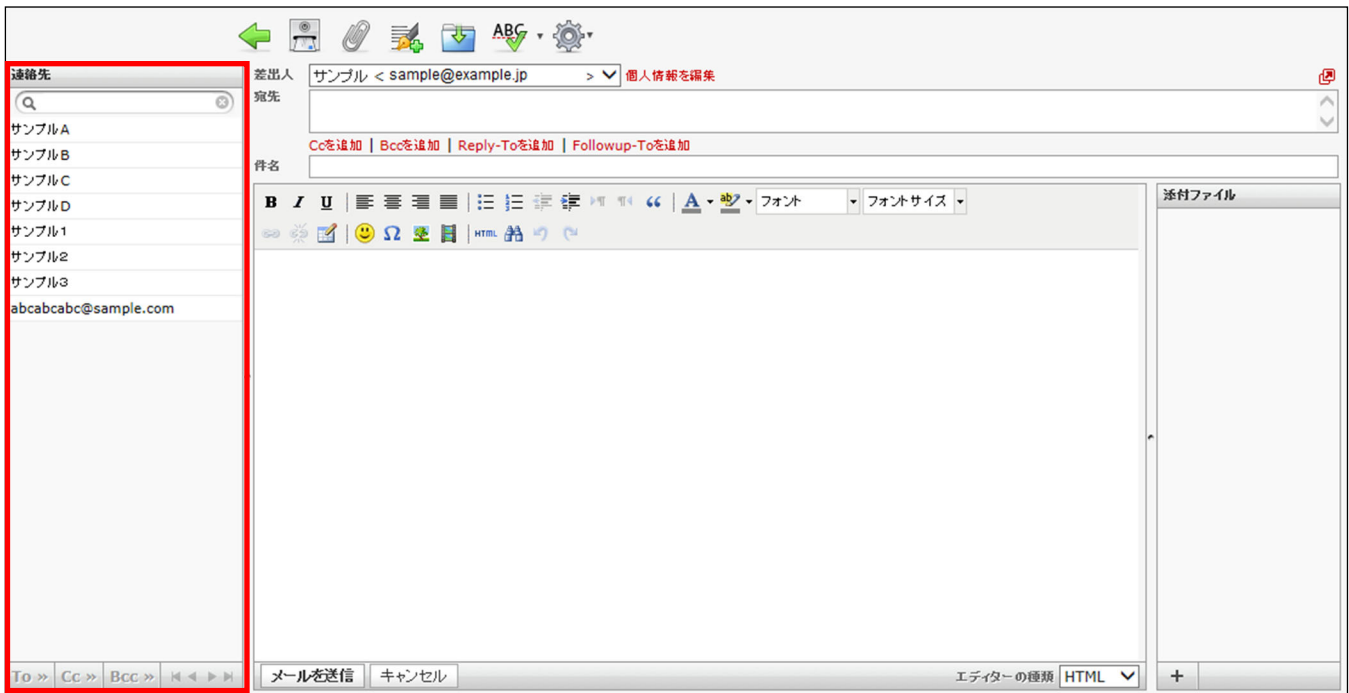 ABC
連絡先
サンプルA
サンプルB
サンプルC
サンプルD
サンプル1
サンプル2
サンプル3
abcabcabc@sample.com
To » Cc » Bcc »
差出人 サンプル < sample@example.jp > 個人情報を編集
宛先
Ccを追加 | Bccを追加 | Reply-Toを追加 | Followup-Toを追加
件名
B I U A ab フォント フォントサイズ
Ω HTML
メールを送信 キャンセル エディターの種類 HTML
添付ファイル
+